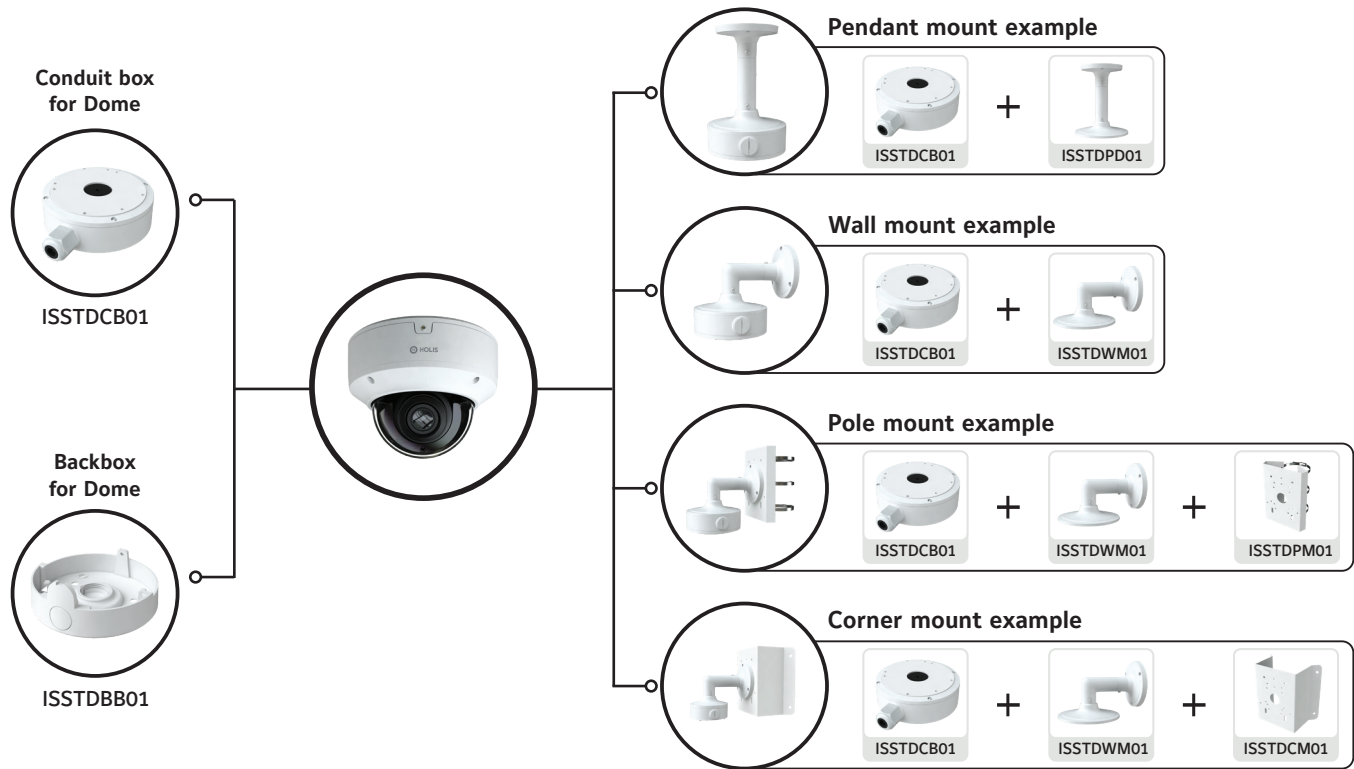 Conduit box
for Dome
ISSTDCB01
Backbox
for Dome
ISSTDBB01
KOLIS
Pendant mount example
ISSTDCB01
+
ISSTDPD01
Wall mount example
ISSTDCB01
+
ISSTDWM01
Pole mount example
ISSTDCB01
+
ISSTDWM01
+
ISSTDPM01
Corner mount example
ISSTDCB01
+
ISSTDWM01
+
ISSTDCM01